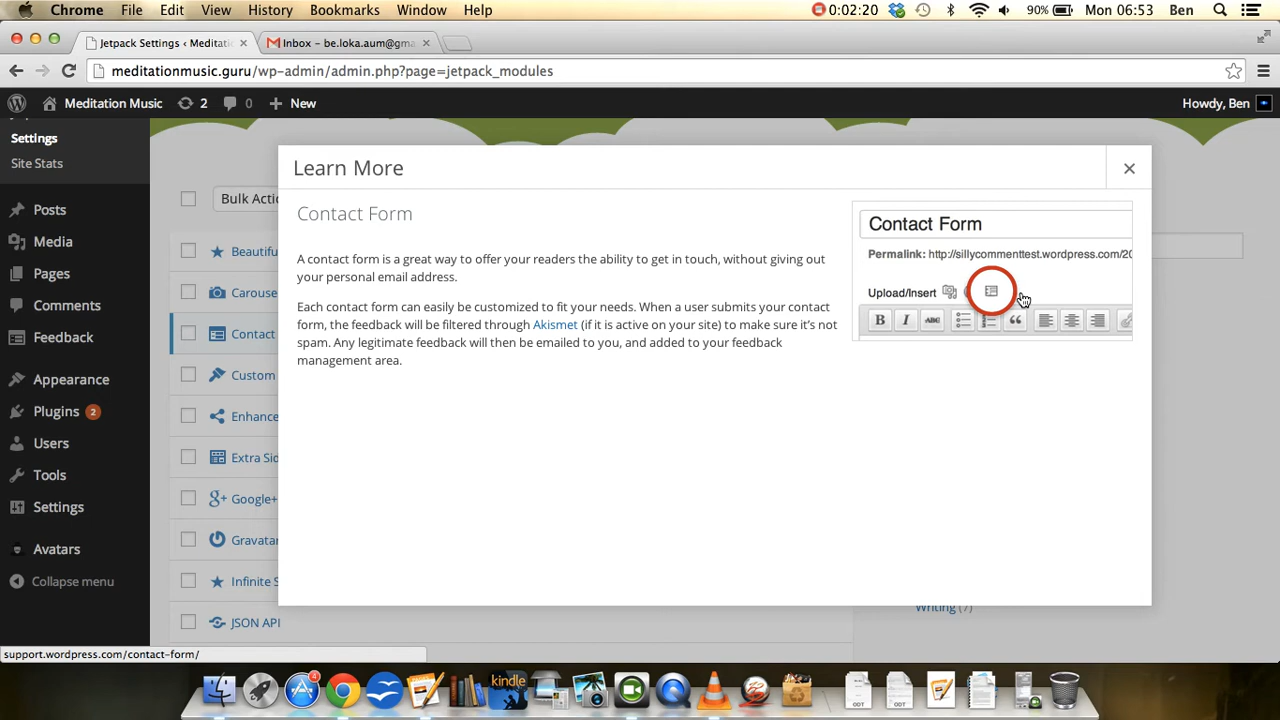 Chrome File Edit View History Bookmarks Window Help 0:02:20 90% Mon 06:53 Ben
Jetpack Settings ‹ Meditatio
Inbox – be.loka.aum@gma
meditationmusic.guru/wp-admin/admin.php?page=jetpack_modules
Meditation Music 2 0 New Howdy, Ben
Settings
Site Stats
Posts
Media
Pages
Comments
Feedback
Appearance
Plugins 2
Users
Tools
Settings
Avatars
Collapse menu
Bulk Actio
Beautifu
Carouse
Contact
Custom
Enhance
Extra Sid
Google+
Gravatar
Infinite S
JSON API
Learn More
Contact Form
A contact form is a great way to offer your readers the ability to get in touch, without giving out
your personal email address.
Each contact form can easily be customized to fit your needs. When a user submits your contact
form, the feedback will be filtered through Akismet (if it is active on your site) to make sure it's not
spam. Any legitimate feedback will then be emailed to you, and added to your feedback
management area.
Contact Form
Permalink: http://sillycommenttest.wordpress.com/20
Upload/Insert
B I ABC
Writing (7)
support.wordpress.com/contact-form/
4
kindle
ODT
ODT
ODT